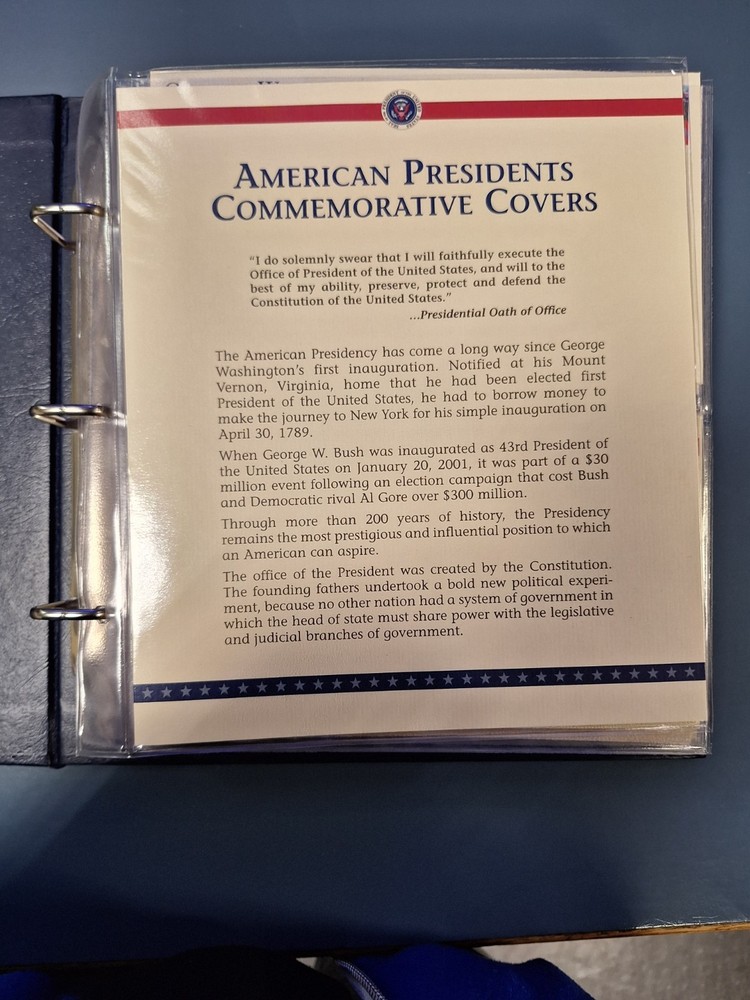 AMERICAN PRESIDENTS
COMMEMORATIVE COVERS
"I do solemnly swear that I will faithfully execute the
Office of President of the United States, and will to the
best of my ability, preserve, protect and defend the
Constitution of the United States."
...Presidential Oath of Office
The American Presidency has come a long way since George
Washington's first inauguration. Notified at his Mount
Vernon, Virginia, home that he had been elected first
President of the United States, he had to borrow money to
make the journey to New York for his simple inauguration on
April 30, 1789.
When George W. Bush was inaugurated as 43rd President of
the United States on January 20, 2001, it was part of a $30
million event following an election campaign that cost Bush
and Democratic rival Al Gore over $300 million.
Through more than 200 years of history, the Presidency
remains the most prestigious and influential position to which
an American can aspire.
The office of the President was created by the Constitution.
The founding fathers undertook a bold new political experi-
ment, because no other nation had a system of government in
which the head of state must share power with the legislative
and judicial branches of government.